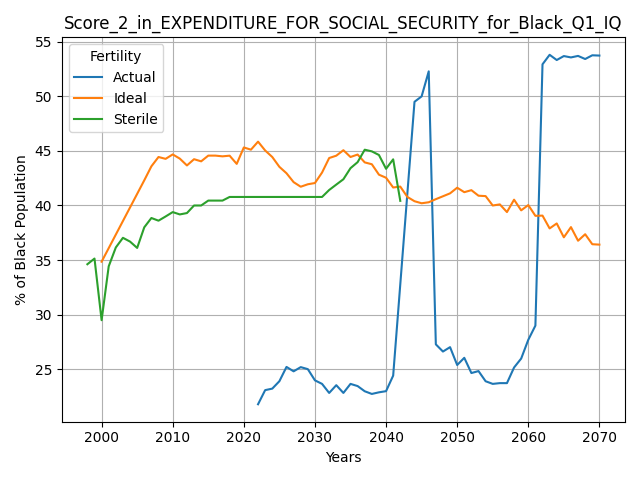 Score_2_in_EXPENDITURE_FOR_SOCIAL_SECURITY_for_Black_Q1_IQ
Fertility
Actual
Ideal
Sterile
% of Black Population
55
50
45
40
35
30
25
2000 2010 2020 2030 2040 2050 2060 2070
Years